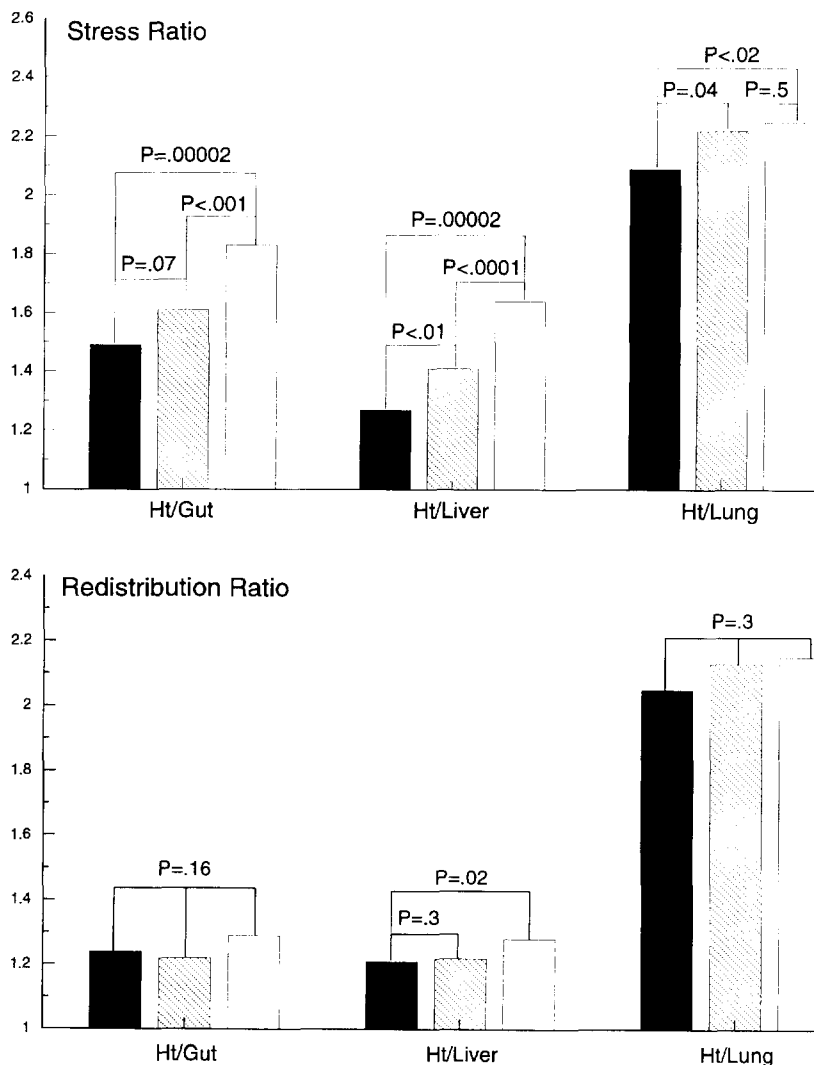 2.6
Stress Ratio
2.4
P<.02
P=.04
P=.5
2.2
P=.00002
2
P<.001
P=.00002
1.8
P=.07
P<.0001
1.6
P<.01
1.4
1.2
1
Ht/Gut
Ht/Liver
Ht/Lung
2.4
Redistribution Ratio
2.2
P=.3
2
1.8
1.6
P=.16
P=.02
1.4
P=.3
1.2
1
Ht/Gut
Ht/Liver
Ht/Lung